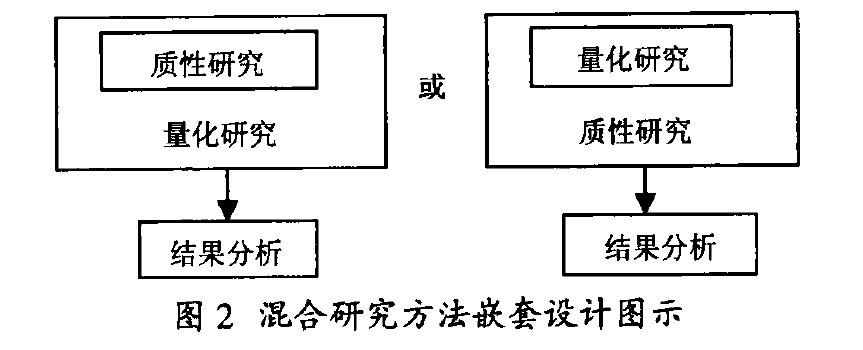 质性研究
量化研究
结果分析
或
量化研究
质性研究
结果分析
图2 混合研究方法嵌套设计图示